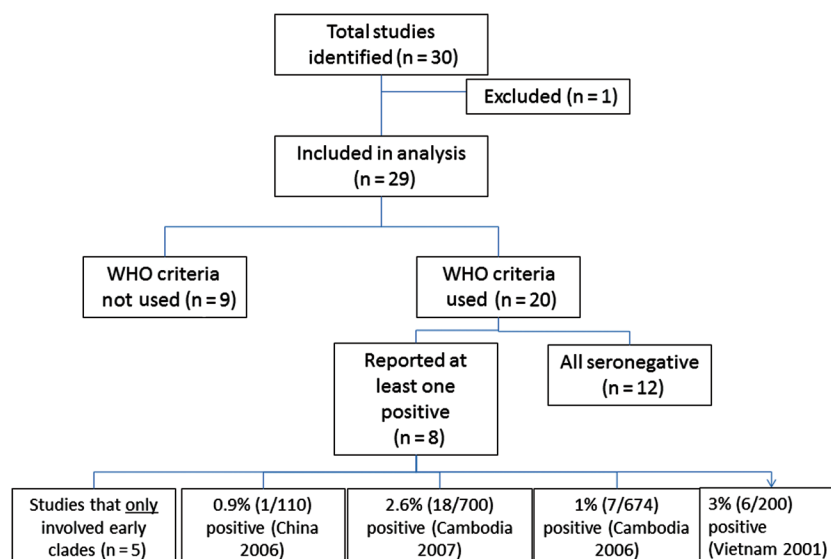 Total studies
identified (n = 30)
Excluded (n = 1)
Included in analysis
(n = 29)
WHO criteria
not used (n = 9)
WHO criteria
used (n = 20)
Reported at
least one
positive
(n = 8)
All seronegative
(n = 12)
Studies that only
involved early
clades (n = 5)
0.9% (1/110)
positive (China
2006)
2.6% (18/700)
positive (Cambodia
2007)
1% (7/674)
positive (Cambodia
2006)
3% (6/200)
positive
(Vietnam 2001)